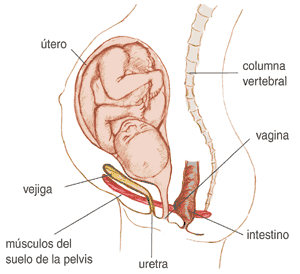 útero
columna
vertebral
vagina
vejiga
músculos del
suelo de la pelvis
uretra
intestino